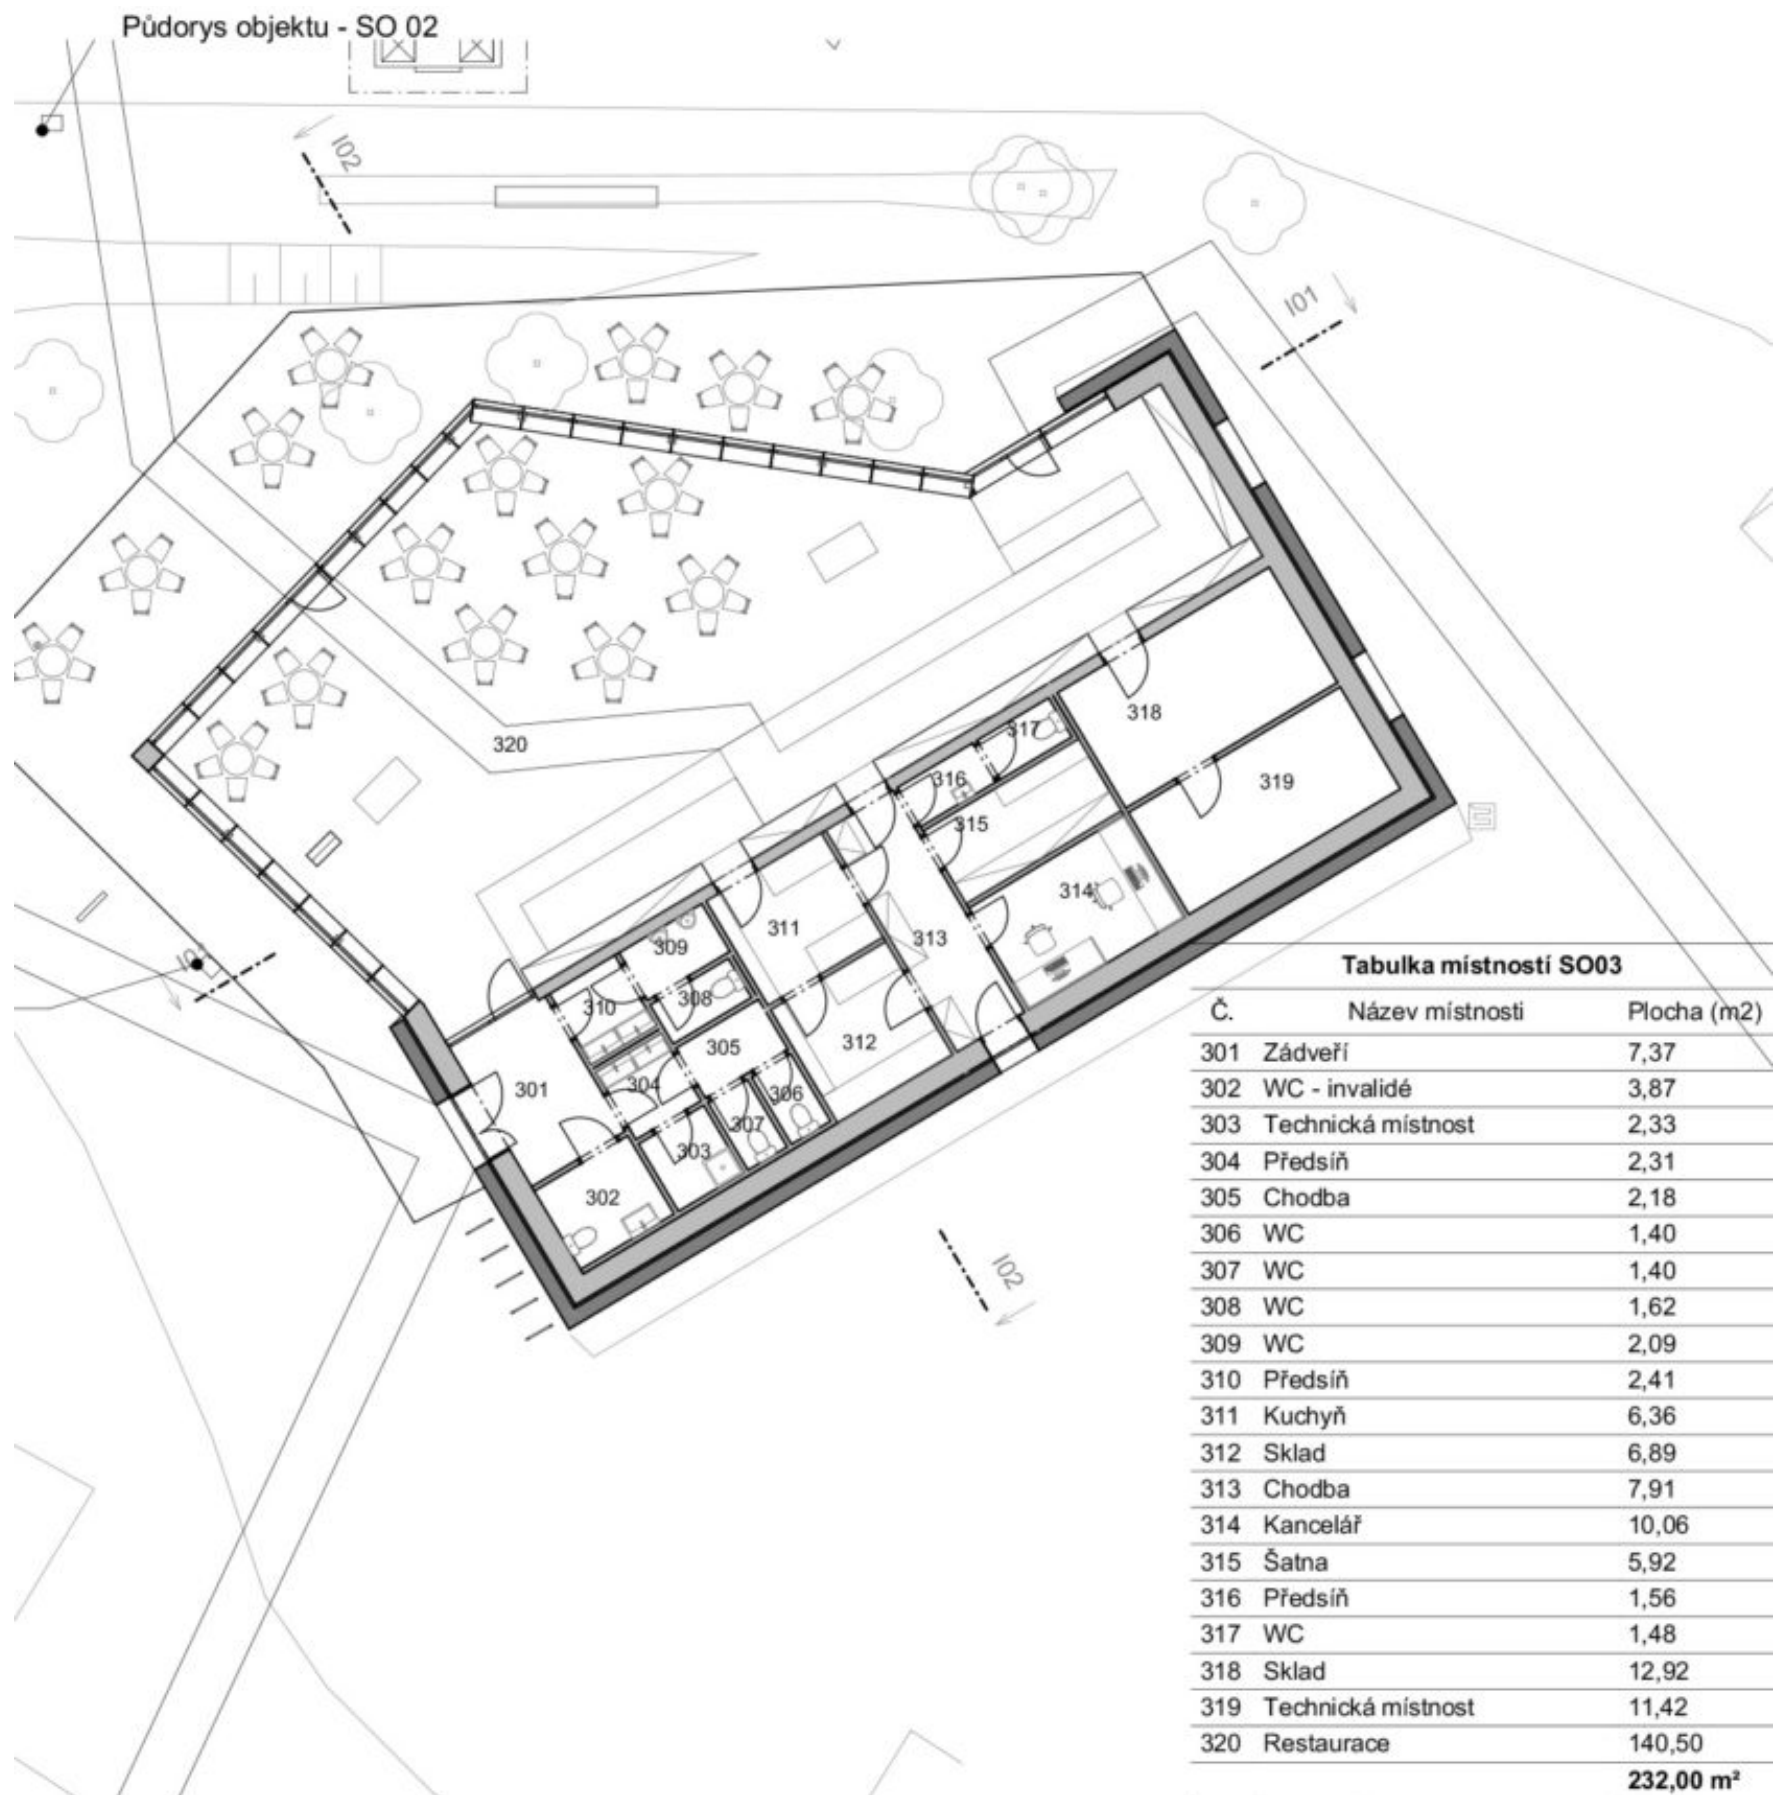 Půdorys objektu - SO 02
I02
I01
320
318
317
316
319
315
314
311
313
309
308
310
305
312
304
301
306
307
303
302
I02
Tabulka místností SO03
Č. Název místnosti Plocha (m2)
301 Zádveří 7,37
302 WC - invalidé 3,87
303 Technická místnost 2,33
304 Předsíň 2,31
305 Chodba 2,18
306 WC 1,40
307 WC 1,40
308 WC 1,62
309 WC 2,09
310 Předsíň 2,41
311 Kuchyň 6,36
312 Sklad 6,89
313 Chodba 7,91
314 Kancelář 10,06
315 Šatna 5,92
316 Předsíň 1,56
317 WC 1,48
318 Sklad 12,92
319 Technická místnost 11,42
320 Restaurace 140,50
232,00 m²